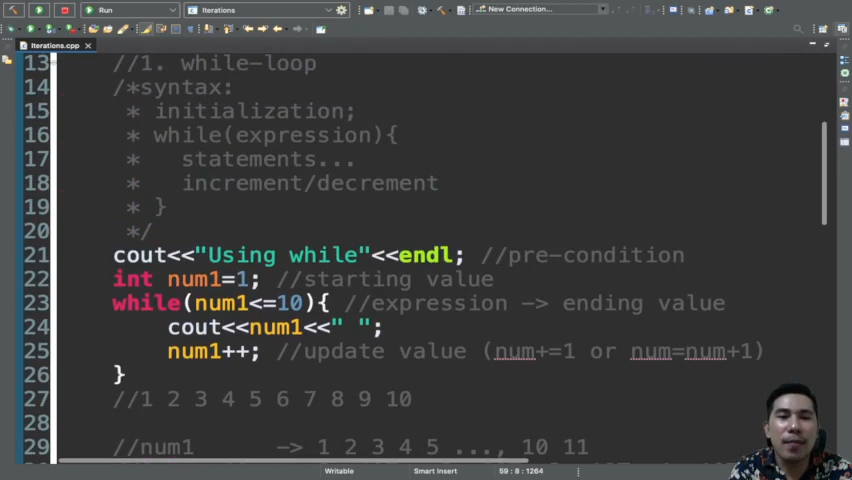 Run
Iterations
New Connection...
Iterations.cpp
13 //1. while-loop
14 /*syntax:
15 * initialization;
16 * while(expression){
17 * statements...
18 * increment/decrement
19 * }
20 */
21 cout<<"Using while"<<endl; //pre-condition
22 int num1=1; //starting value
23 while(num1<=10){ //expression -> ending value
24 cout<<num1<<" ";
25 num1++; //update value (num+=1 or num=num+1)
26 }
27 //1 2 3 4 5 6 7 8 9 10
28
29 //num1 -> 1 2 3 4 5 ..., 10 11
Writable
Smart Insert
59 : 8 : 1264